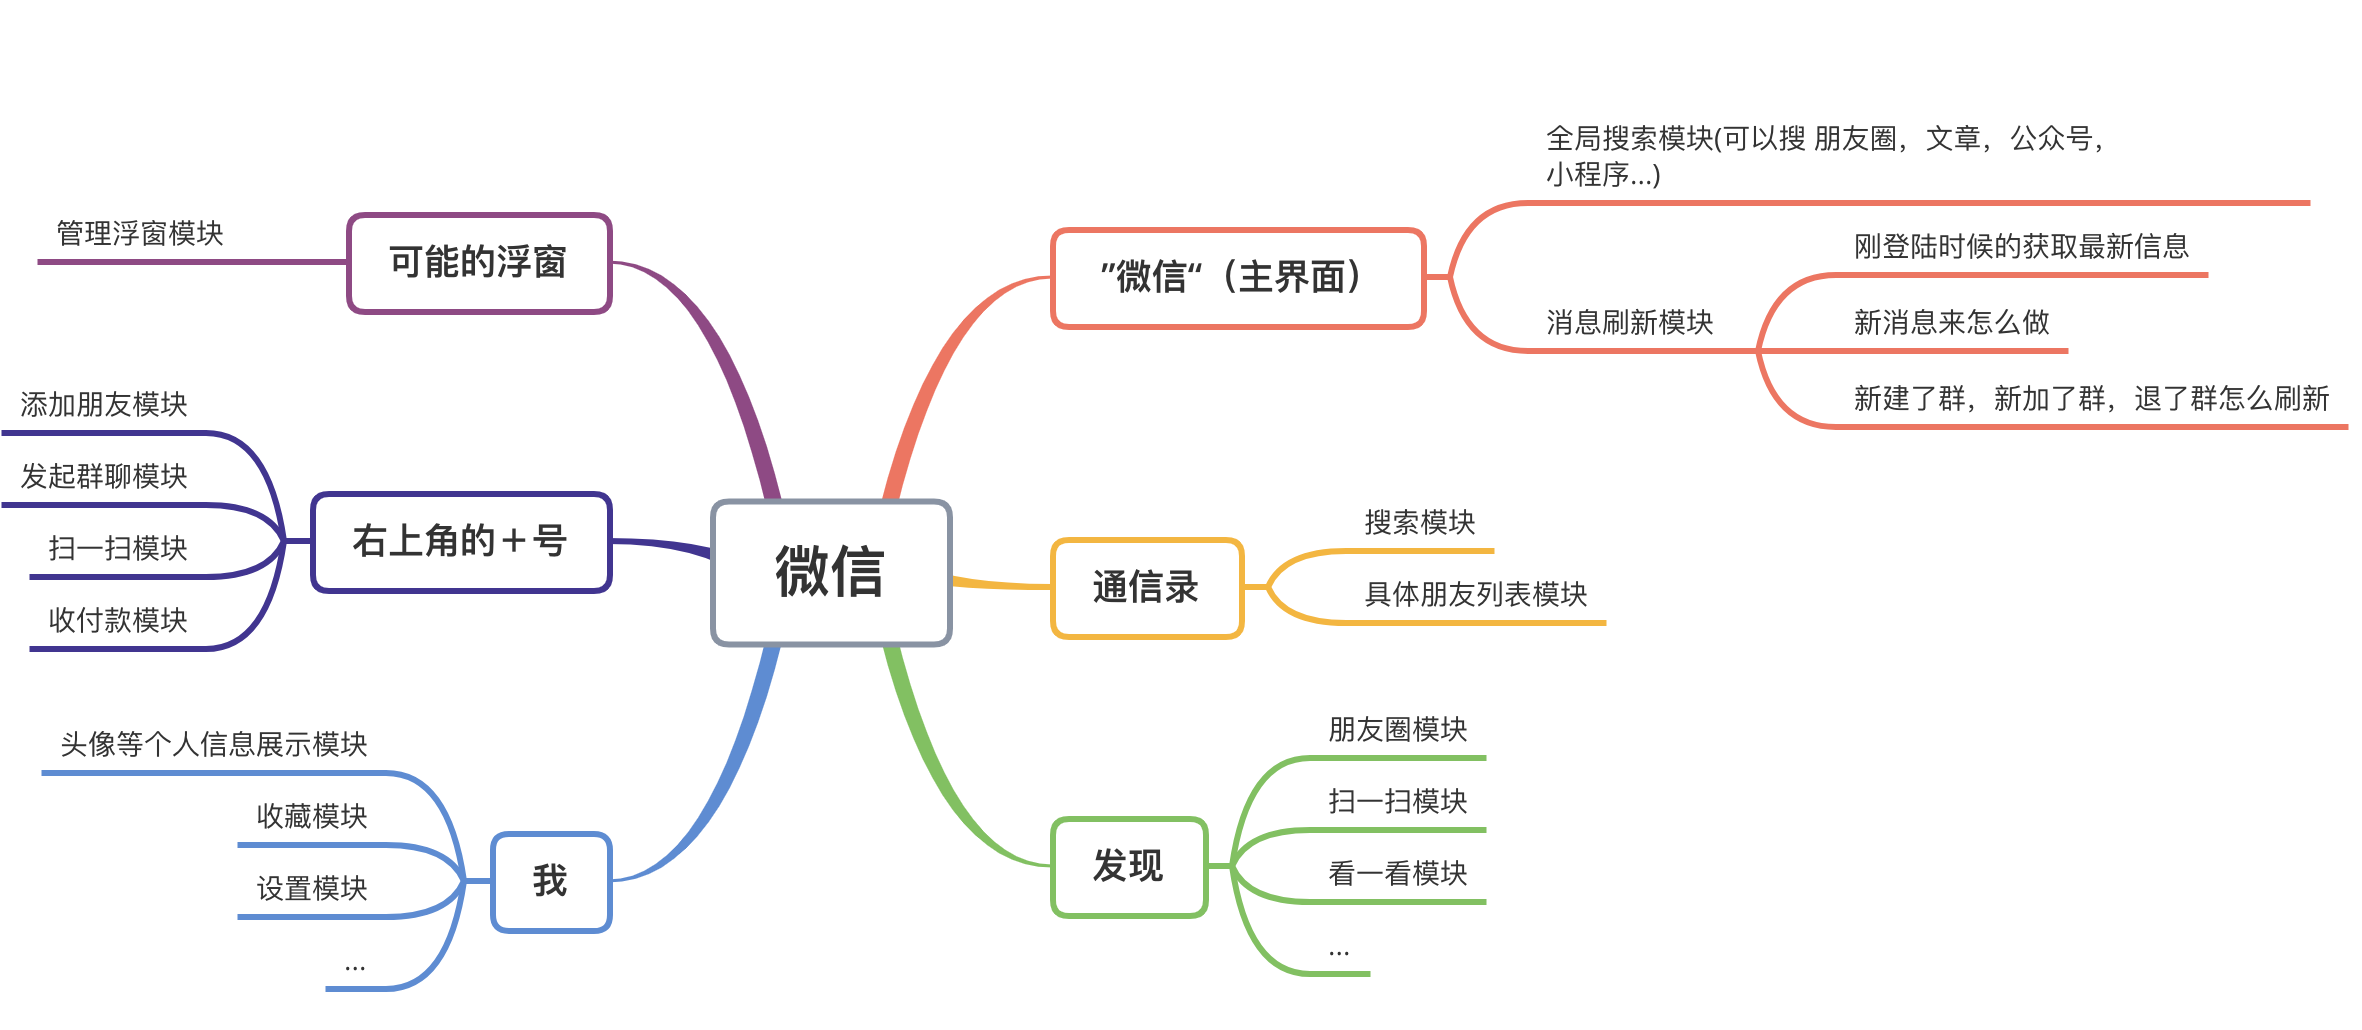 微信
”微信“（主界面）
全局搜索模块(可以搜 朋友圈，文章，公众号，
小程序...)
消息刷新模块
刚登陆时候的获取最新信息
新消息来怎么做
新建了群，新加了群，退了群怎么刷新
通信录
搜索模块
具体朋友列表模块
发现
朋友圈模块
扫一扫模块
看一看模块
...
可能的浮窗
管理浮窗模块
右上角的＋号
添加朋友模块
发起群聊模块
扫一扫模块
收付款模块
我
头像等个人信息展示模块
收藏模块
设置模块
...